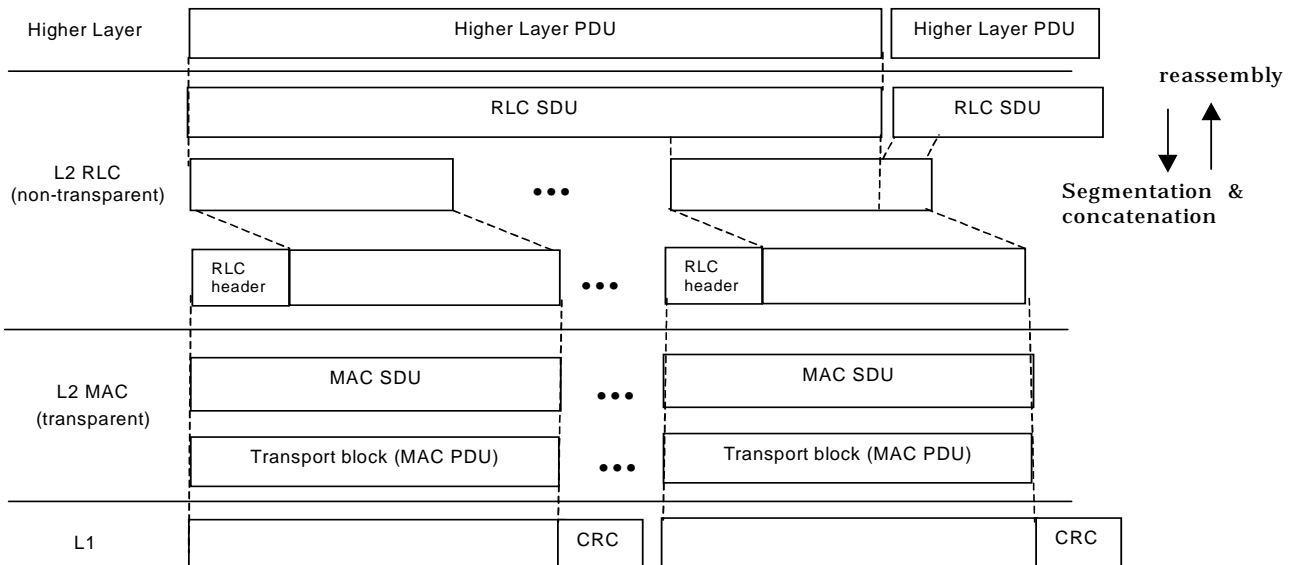 Higher Layer
Higher Layer PDU
Higher Layer PDU
reassembly
RLC SDU
RLC SDU
L2 RLC
(non-transparent)
Segmentation &
concatenation
RLC
header
RLC
header
L2 MAC
(transparent)
MAC SDU
MAC SDU
Transport block (MAC PDU)
Transport block (MAC PDU)
L1
CRC
CRC